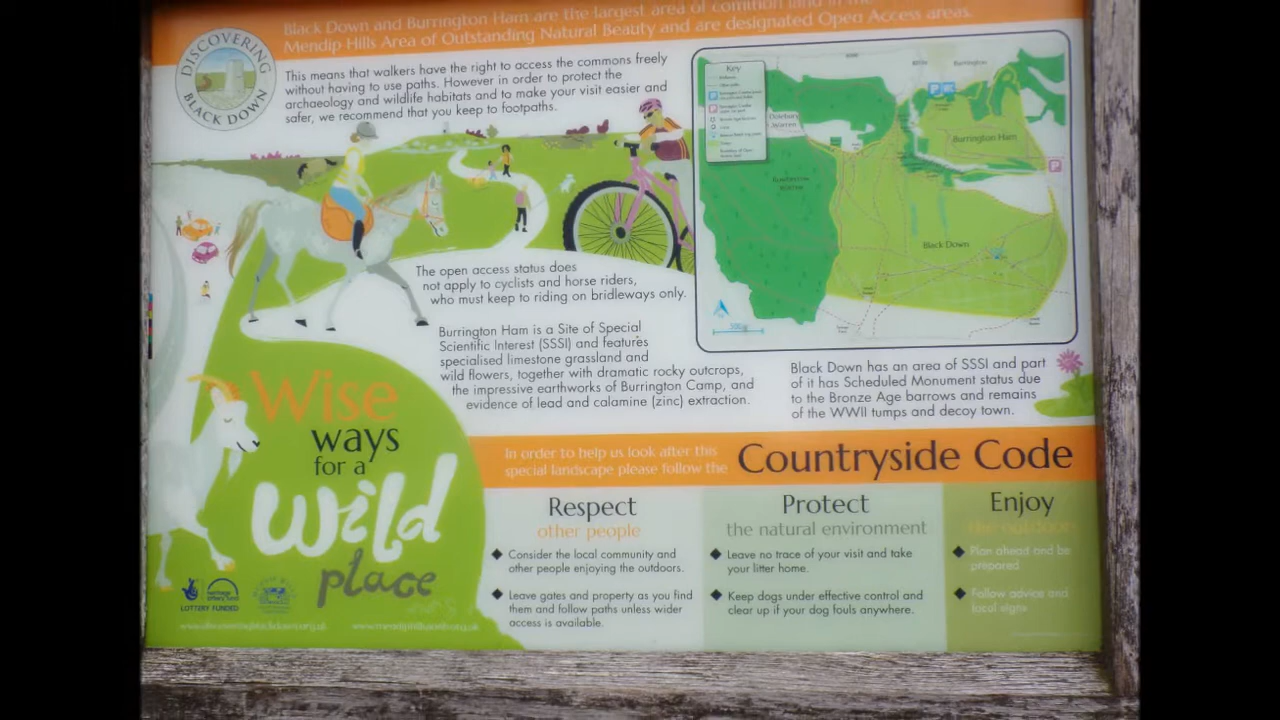 Black Down and Burrington Ham are the largest area of common land in the
Mendip Hills Area of Outstanding Natural Beauty and are designated Open Access areas.
DISCOVERING
BLACK DOWN
This means that walkers have the right to access the commons freely
without having to use paths. However in order to protect the
archaeology and wildlife habitats and to make your visit easier and
safer, we recommend that you keep to footpaths.
Key
Burrington
Dolebury
Warren
Burrington Ham
Rowberrow
Warren
Black Down
500m
The open access status does
not apply to cyclists and horse riders,
who must keep to riding on bridleways only.
Burrington Ham is a Site of Special
Scientific Interest (SSSI) and features
specialised limestone grassland and
wild flowers, together with dramatic rocky outcrops,
the impressive earthworks of Burrington Camp, and
evidence of lead and calamine (zinc) extraction.
Black Down has an area of SSSI and part
of it has Scheduled Monument status due
to the Bronze Age barrows and remains
of the WWII tumps and decoy town.
Wise
ways
for a
Wild
place
In order to help us look after this
special landscape please follow the
Countryside Code
Respect
other people
◆ Consider the local community and
other people enjoying the outdoors.
◆ Leave gates and property as you find
them and follow paths unless wider
access is available.
Protect
the natural environment
◆ Leave no trace of your visit and take
your litter home.
◆ Keep dogs under effective control and
clear up if your dog fouls anywhere.
Enjoy
the outdoors
◆ Plan ahead and be
prepared
◆ Follow advice and
local signs
heritage
lottery fund
LOTTERY FUNDED